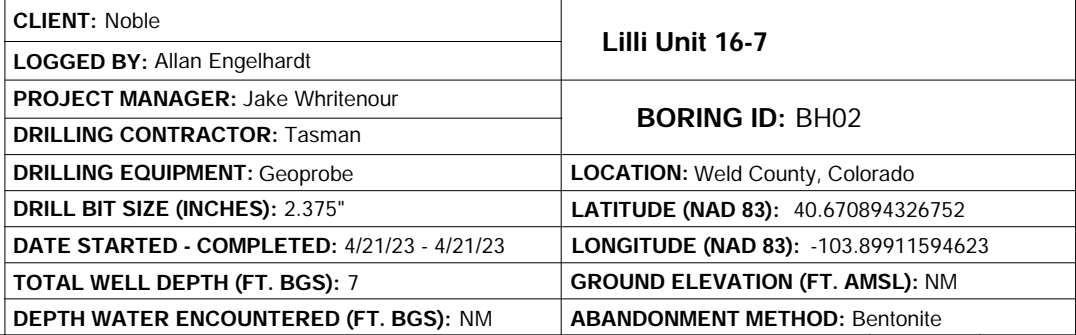 CLIENT: Noble
Lilli Unit 16-7
LOGGED BY: Allan Engelhardt
PROJECT MANAGER: Jake Whritenour
BORING ID: BH02
DRILLING CONTRACTOR: Tasman
DRILLING EQUIPMENT: Geoprobe
LOCATION: Weld County, Colorado
DRILL BIT SIZE (INCHES): 2.375"
LATITUDE (NAD 83): 40.670894326752
DATE STARTED - COMPLETED: 4/21/23 - 4/21/23
LONGITUDE (NAD 83): -103.89911594623
TOTAL WELL DEPTH (FT. BGS): 7
GROUND ELEVATION (FT. AMSL): NM
DEPTH WATER ENCOUNTERED (FT. BGS): NM
ABANDONMENT METHOD: Bentonite